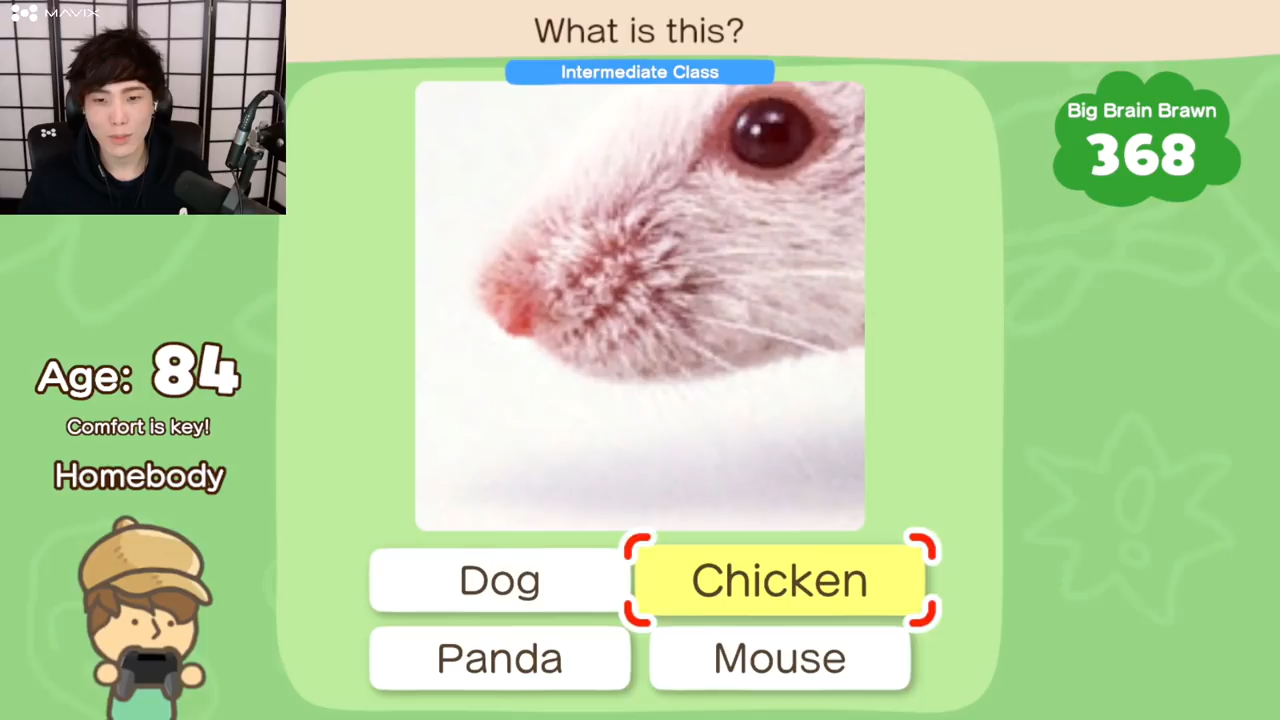 MAVIX
What is this?
Intermediate Class
Big Brain Brawn
368
Age: 84
Comfort is key!
Homebody
Dog
Chicken
Panda
Mouse